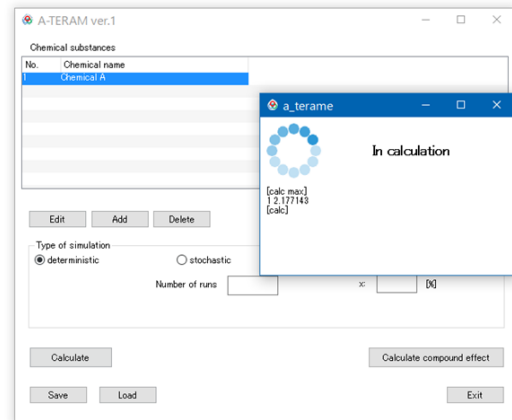 A-TERAM ver.1
Chemical substances
No. Chemical name
1 Chemical A
a_terame
In calculation
[calc max]
1 2.177143
[calc]
Edit Add Delete
Type of simulation
deterministic stochastic
Number of runs x: [%]
Calculate Calculate compound effect
Save Load Exit